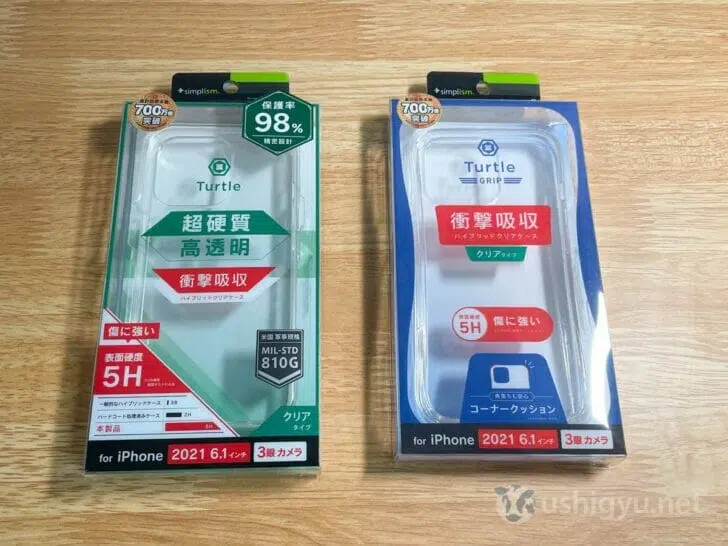 simplism
700万個
突破
保護率
98%
精密設計
Turtle
超硬質
高透明
衝撃吸収
ハイブリッドクリアケース
傷に強い
表面硬度
5H
米国 軍事規格
MIL-STD
810G
一般的なハイブリッドケース
ハードコート処理済みケース 2H
本製品
クリア
タイプ
for iPhone 2021 6.1インチ 3眼 カメラ
simplism
700万個
突破
Turtle
GRIP
衝撃吸収
ハイブリッドクリアケース
クリアタイプ
表面硬度
5H
傷に強い
角落ちも安心
コーナークッション
for iPhone 2021 6.1インチ 3眼 カメラ
ushigyu.net